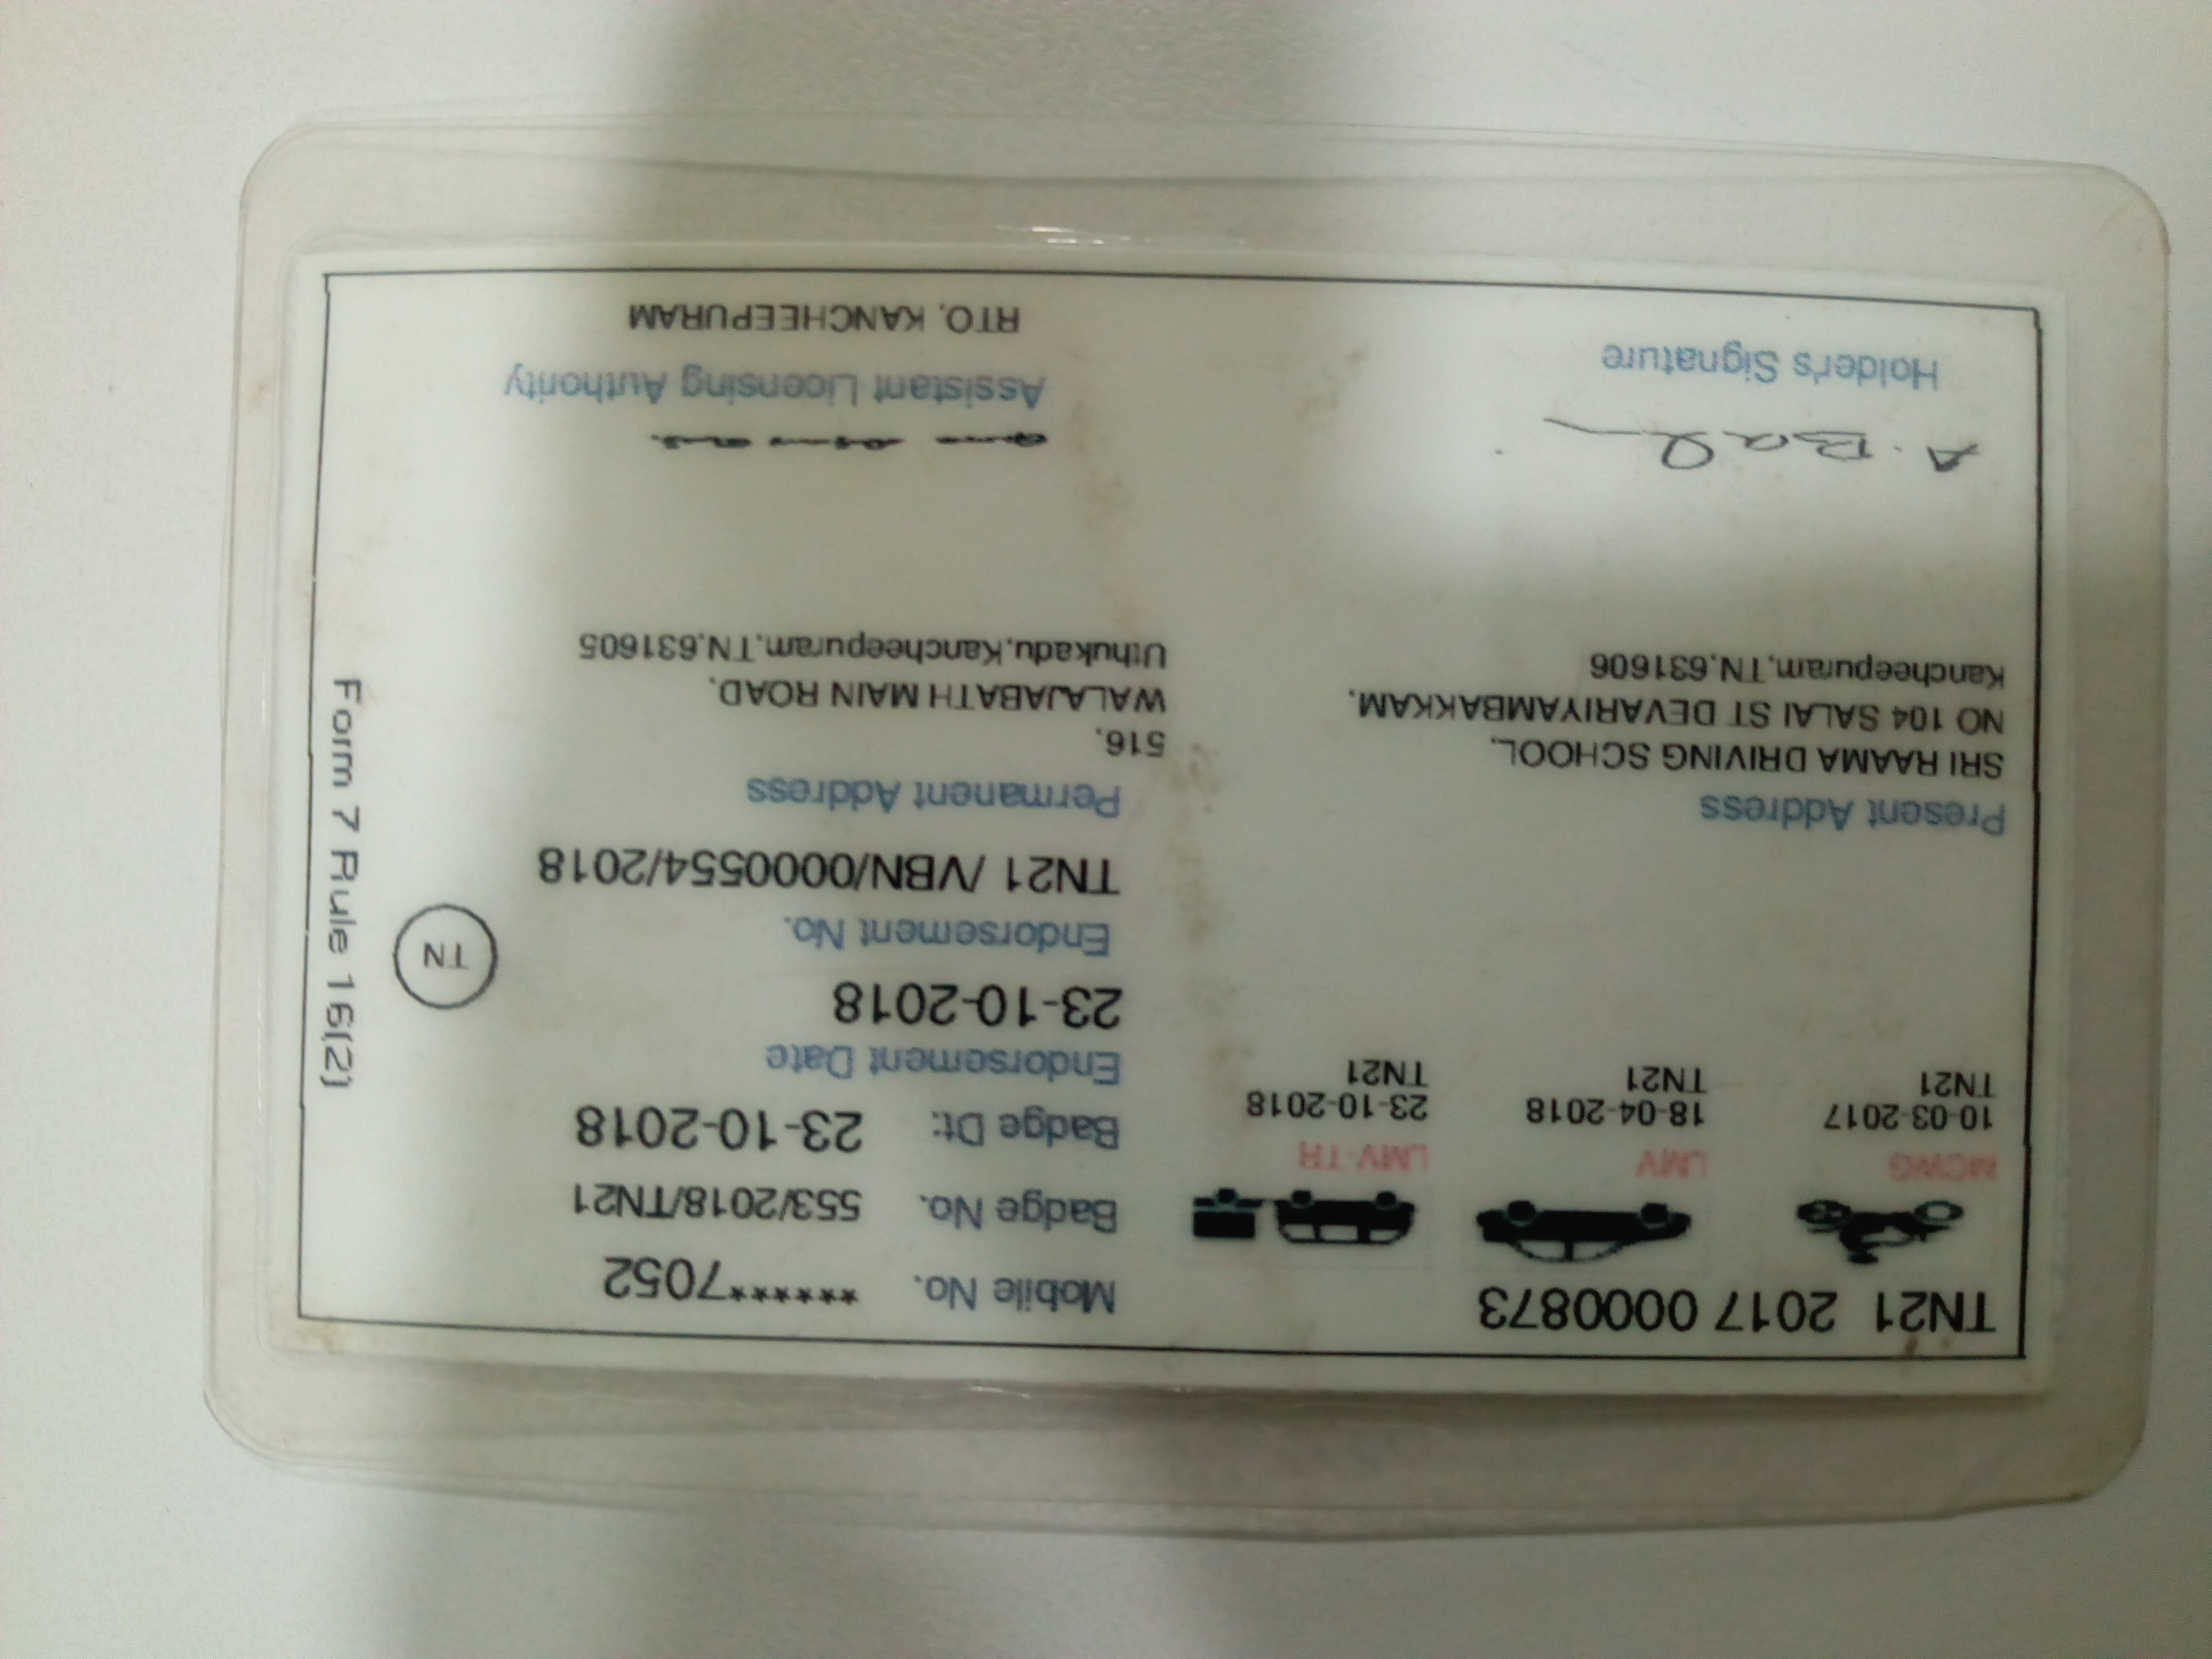 TN21 2017 0000873
MCWG
10-03-2017
TN21
LMV
18-04-2018
TN21
LMV-TR
23-10-2018
TN21
Mobile No. ******7052
Badge No. 553/2018/TN21
Badge Dt: 23-10-2018
Endorsement Date
23-10-2018
Endorsement No.
TN21 /VBN/0000554/2018
TN
Form 7 Rule 16(2)
Present Address
SRI RAAMA DRIVING SCHOOL,
NO 104 SALAI ST DEVARIYAMBAKKAM,
Kancheepuram,TN,631606
Permanent Address
516,
WALAJABATH MAIN ROAD,
Uthukadu,Kancheepuram,TN,631605
A. Bal
Holder's Signature
Assistant Licensing Authority
RTO, KANCHEEPURAM